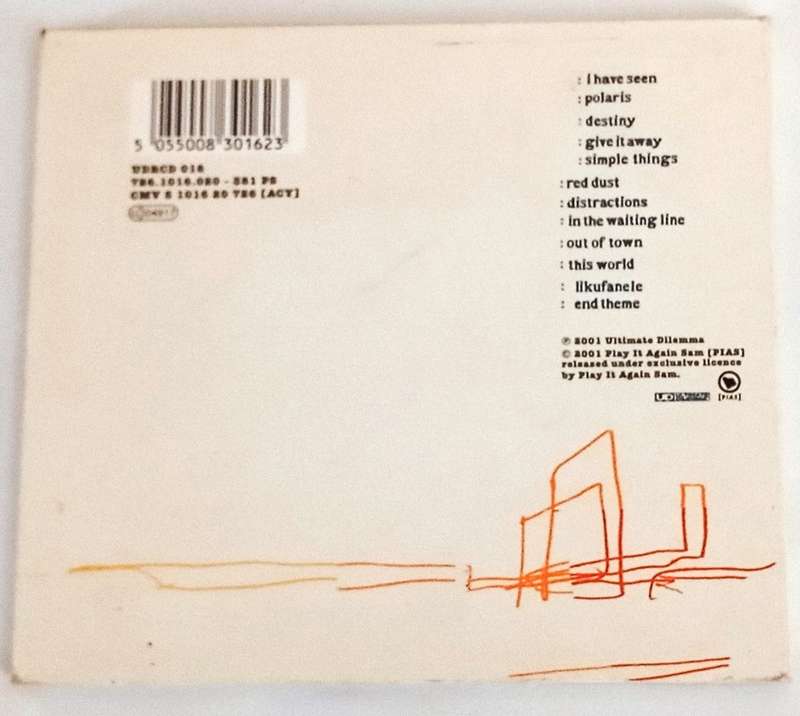 5 055008 301623
UDRCD 016
: i have seen
: polaris
: destiny
: give it away
: simple things
: red dust
: distractions
: in the waiting line
: out of town
: this world
: likufanele
: end theme
℗ 2001 Ultimate Dilemma
© 2001 Play It Again Sam [PIAS]
released under exclusive licence
by Play It Again Sam.
[PIAS]